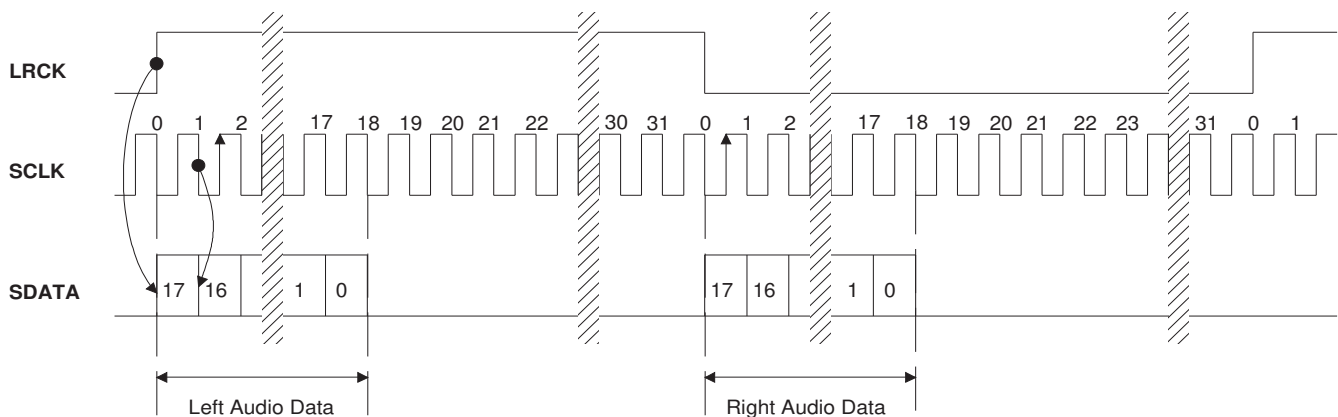 LRCK
0 1 2 17 18 19 20 21 22 30 31 0 1 2 17 18 19 20 21 22 23 31 0 1
SCLK
SDATA
17 16 1 0 17 16 1 0
Left Audio Data Right Audio Data